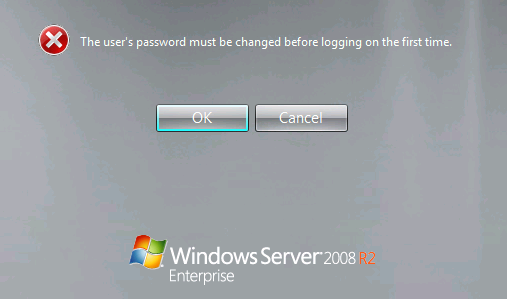 The user's password must be changed before logging on the first time.
OK
Cancel
Windows Server 2008 R2
Enterprise